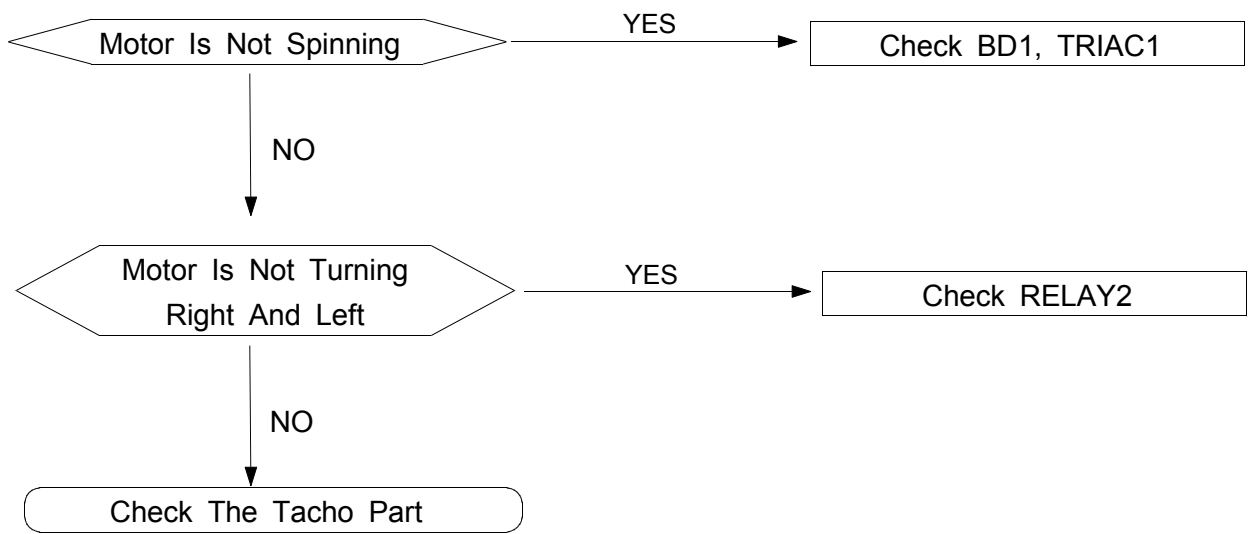 Motor Is Not Spinning
YES
Check BD1, TRIAC1
NO
Motor Is Not Turning
Right And Left
YES
Check RELAY2
NO
Check The Tacho Part